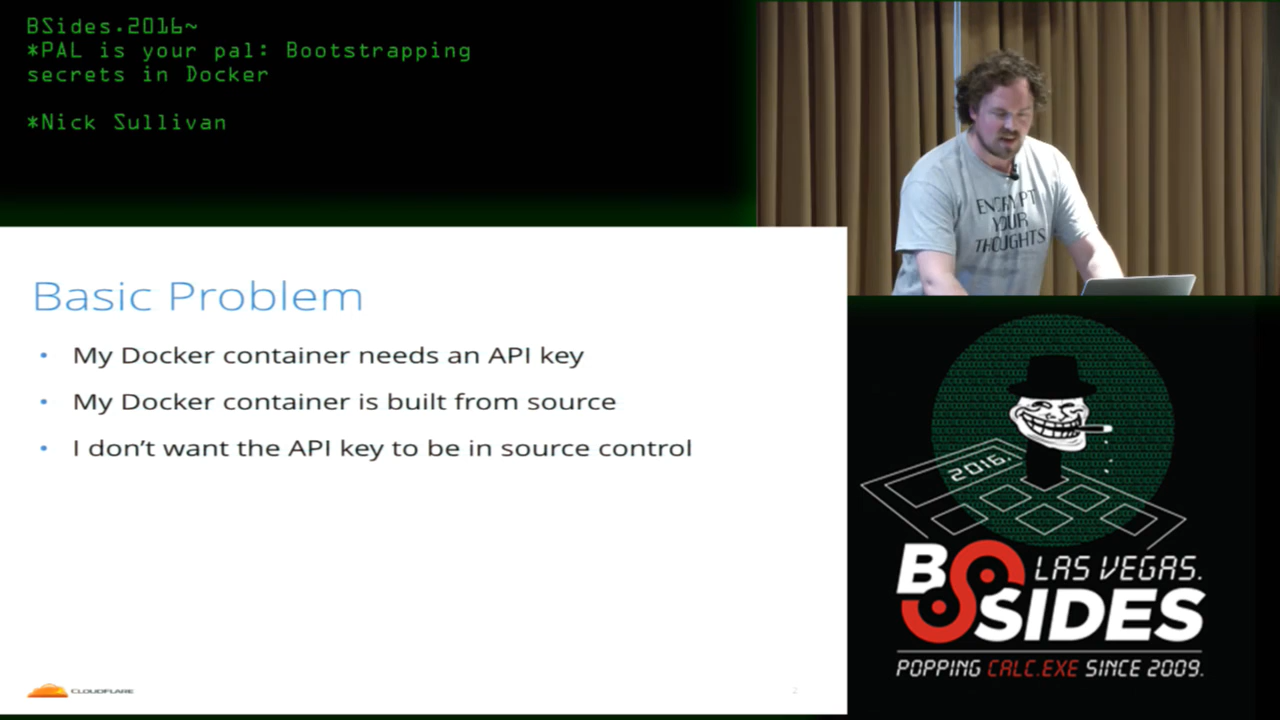 BSides.2016~
*PAL is your pal: Bootstrapping
secrets in Docker
*Nick Sullivan
ENCRYPT
YOUR
THOUGHTS
Basic Problem
• My Docker container needs an API key
• My Docker container is built from source
• I don’t want the API key to be in source control
CLOUDFLARE
2
2016.
BSIDES
LAS VEGAS.
POPPING CALC.EXE SINCE 2009.